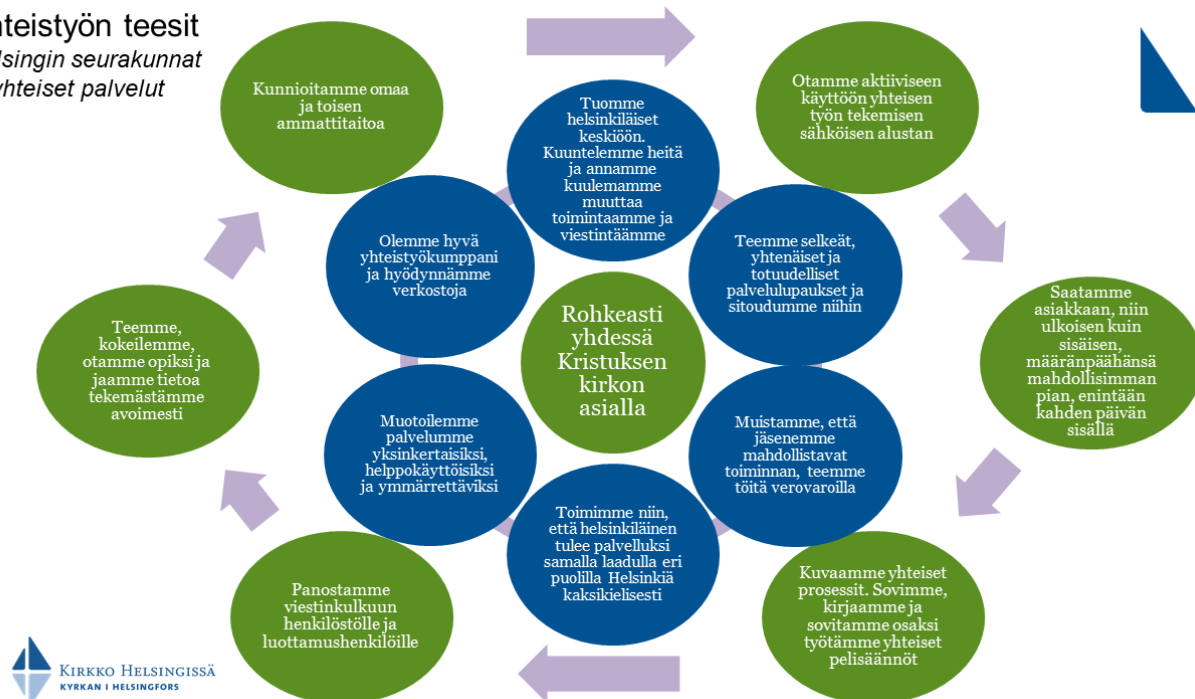 nteistyön teesit
lsingin seurakunnat
yhteiset palvelut
Kunnioitamme omaa
ja toisen
ammattitaitoa
Tuomme
helsinkiläiset
keskiöön.
Kuuntelemme heitä
ja annamme
kuulemamme
muuttaa
toimintaamme ja
viestintäämme
Otamme aktiiviseen
käyttöön yhteisen
työn tekemisen
sähköisen alustan
Olemme hyvä
yhteistyökumppani
ja hyödynnämme
verkostoja
Teemme selkeät,
yhtenäiset ja
totuudelliset
palvelulupaukset ja
sitoudumme niihin
Teemme,
kokeilemme,
otamme opiksi ja
jaamme tietoa
tekemästämme
avoimesti
Rohkeasti
yhdessä
Kristuksen
kirkon
asialla
Saatamme
asiakkaan, niin
ulkoisen kuin
sisäisen,
määränpäähänsä
mahdollisimman
pian, enintään
kahden päivän
sisällä
Muotoilemme
palvelumme
yksinkertaisiksi,
helppokäyttöisiksi
ja ymmärrettäviksi
Muistamme, että
jäsenemme
mahdollistavat
toiminnan, teemme
töitä verovaroilla
Toimimme niin,
että helsinkiläinen
tulee palvelluksi
samalla laadulla eri
puolilla Helsinkiä
kaksikielisesti
Panostamme
viestinkulkuun
henkilöstölle ja
luottamushenkilöille
Kuvaamme yhteiset
prosessit. Sovimme,
kirjaamme ja
sovitamme osaksi
työtämme yhteiset
pelisäännöt
KIRKKO HELSINGISSÄ
KYRKAN I HELSINGFORS